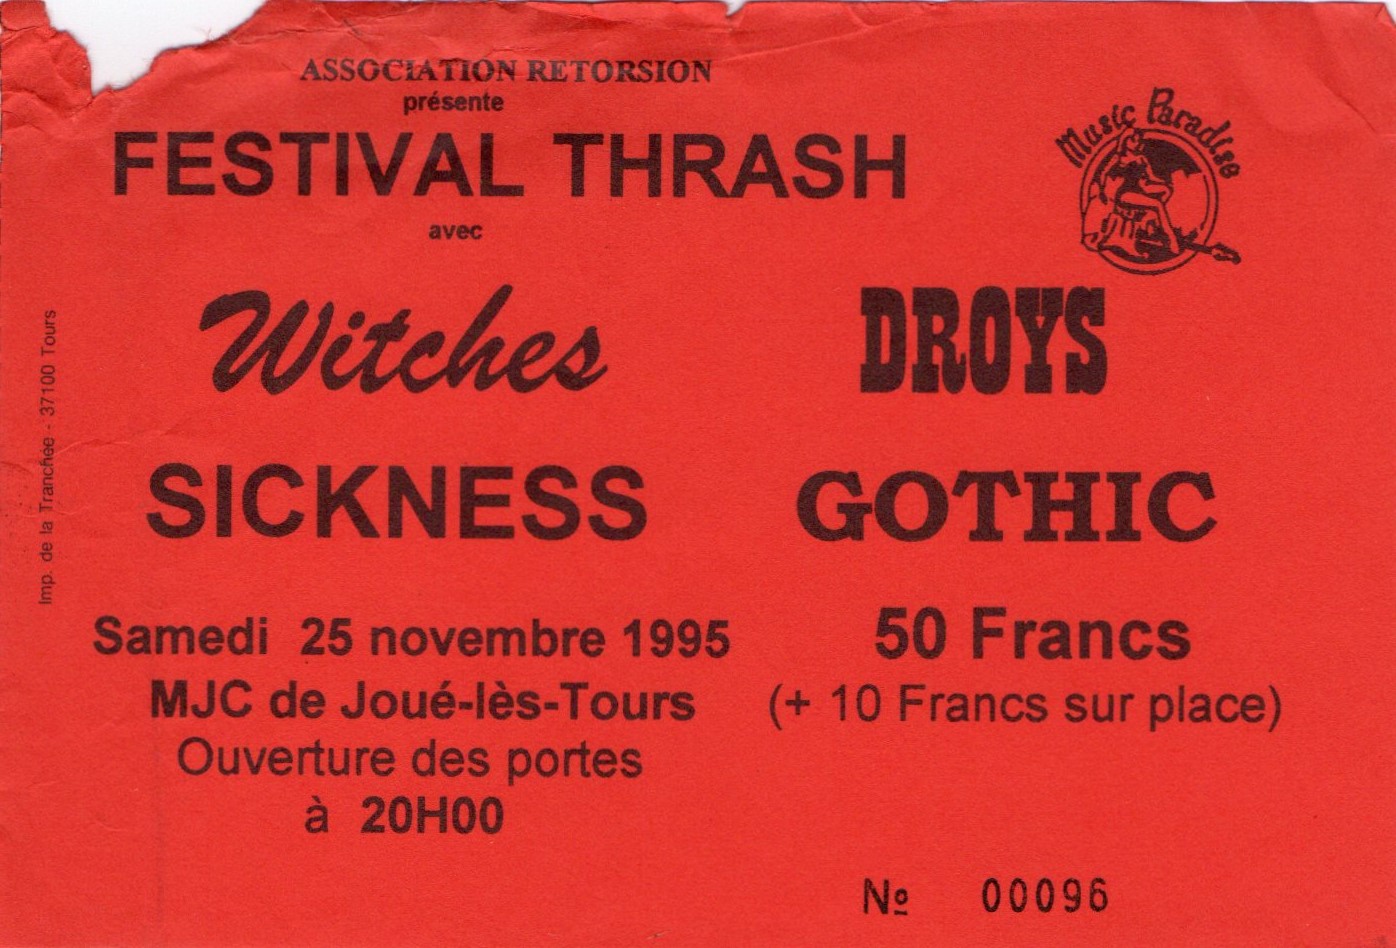 ASSOCIATION RETORSION
présente
FESTIVAL THRASH
avec
Music Paradise
Witches
DROYS
SICKNESS
GOTHIC
Samedi 25 novembre 1995
MJC de Joué-lès-Tours
Ouverture des portes
à 20H00
50 Francs
(+ 10 Francs sur place)
Nº 00096
Imp. de la Tranchée - 37100 Tours